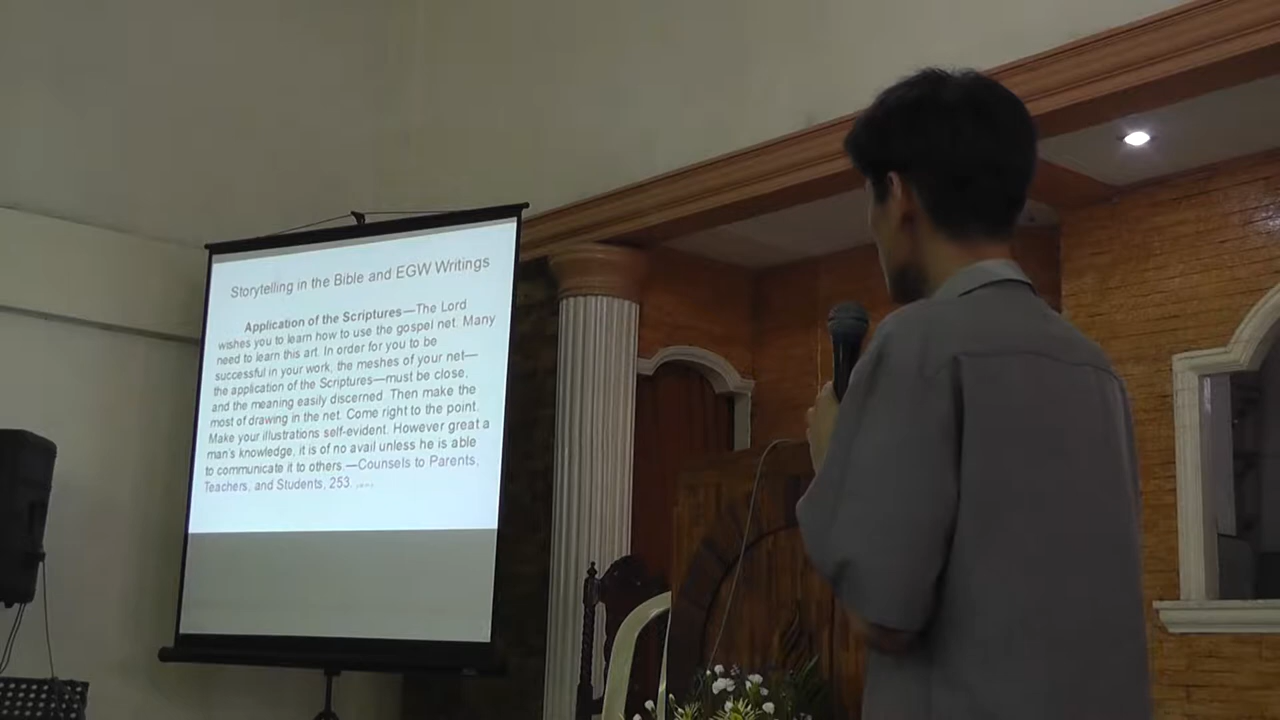 Storytelling in the Bible and EGW Writings
Application of the Scriptures—The Lord
wishes you to learn how to use the gospel net. Many
need to learn this art. In order for you to be
successful in your work, the meshes of your net—
the application of the Scriptures—must be close,
and the meaning easily discerned. Then make the
most of drawing in the net. Come right to the point.
Make your illustrations self-evident. However great a
man's knowledge, it is of no avail unless he is able
to communicate it to others.—Counsels to Parents,
Teachers, and Students, 253.